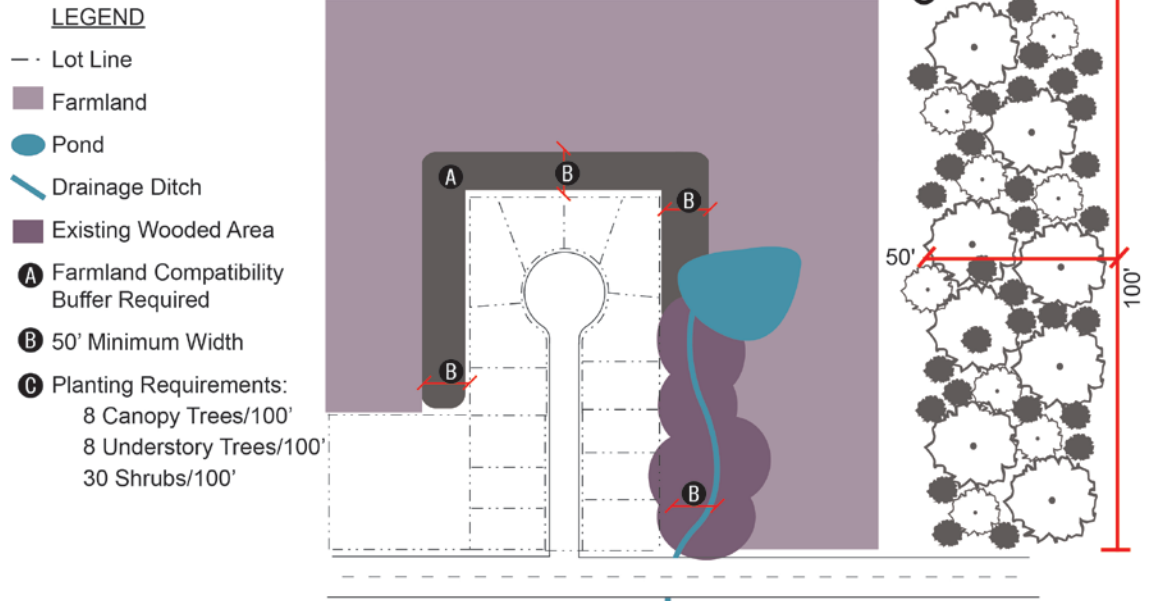 LEGEND
Lot Line
Farmland
Pond
Drainage Ditch
Existing Wooded Area
A Farmland Compatibility
Buffer Required
B 50’ Minimum Width
C Planting Requirements:
8 Canopy Trees/100’
8 Understory Trees/100’
30 Shrubs/100’
A
B
B
B
B
50'
100'